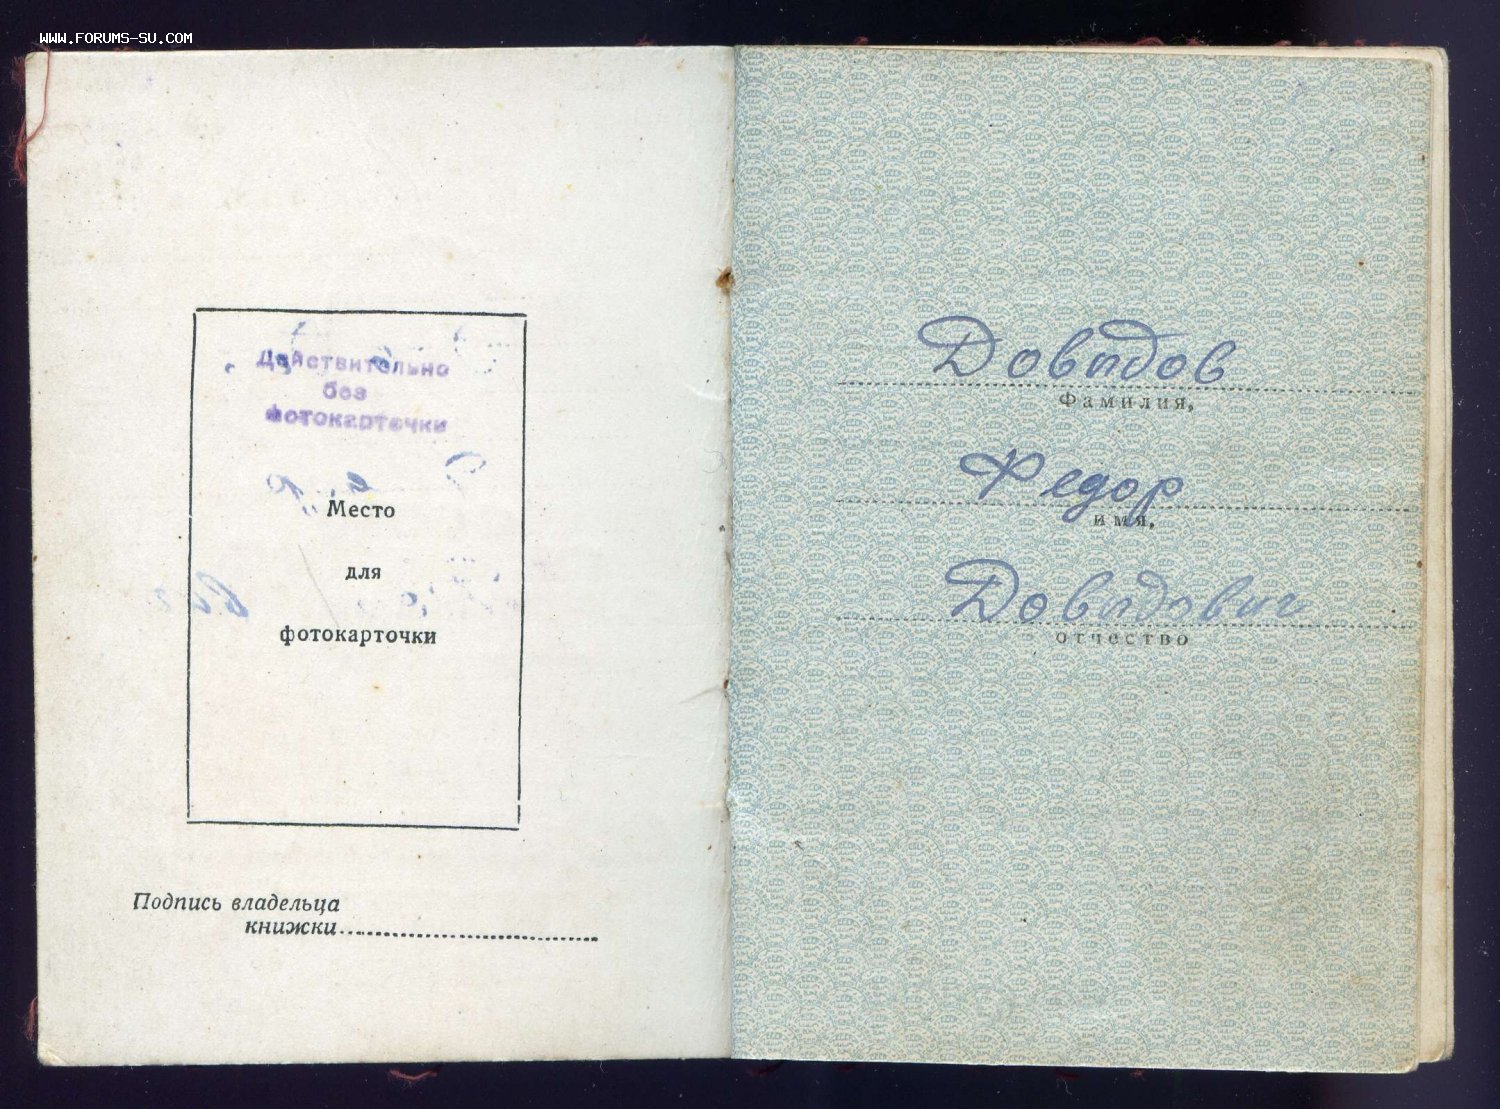 WWW.FORUMS-SU.COM
Действительно
без
фотокарточки
Место
для
фотокарточки
Подпись владельца
книжки
Довыдов
Фамилия,
Федор
имя,
Довыдович
отчество